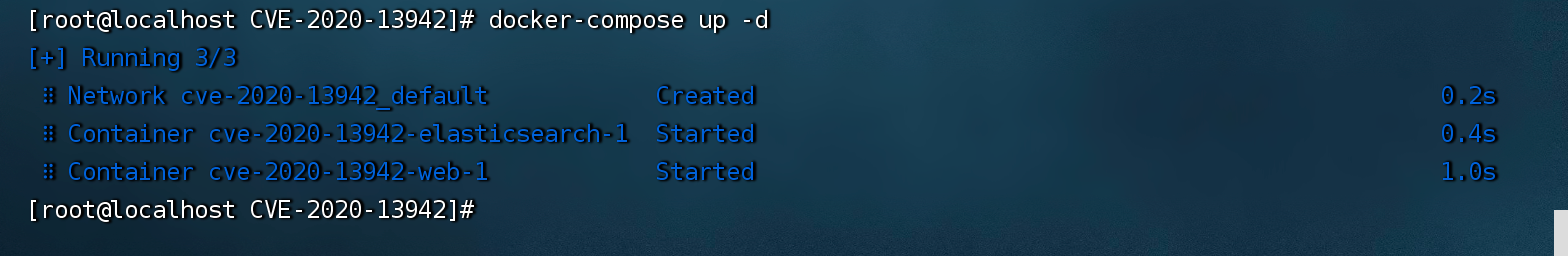 [root@localhost CVE-2020-13942]# docker-compose up -d
[+] Running 3/3
⠿ Network cve-2020-13942_default Created 0.2s
⠿ Container cve-2020-13942-elasticsearch-1 Started 0.4s
⠿ Container cve-2020-13942-web-1 Started 1.0s
[root@localhost CVE-2020-13942]#